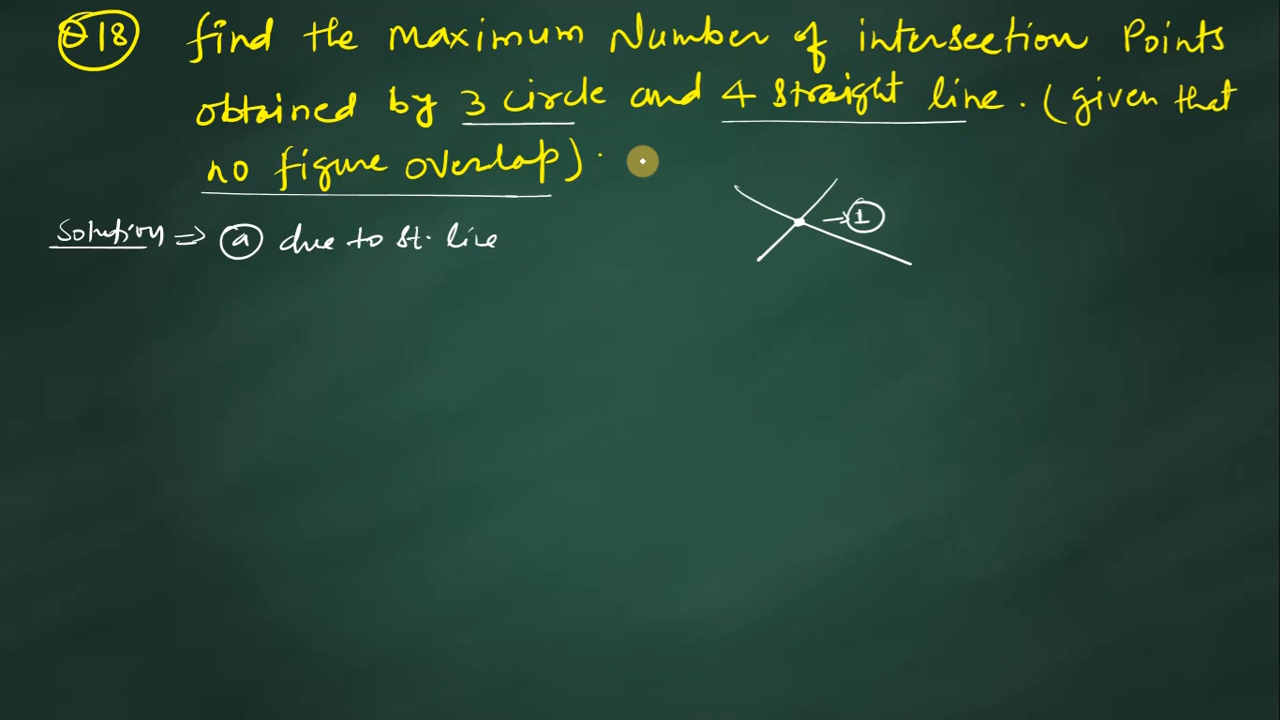 Q18 find the maximum Number of intersection Points
obtained by 3 circle and 4 straight line. (given that
no figure overlap).
Solution ⇒ (a) due to st. line
→ 1